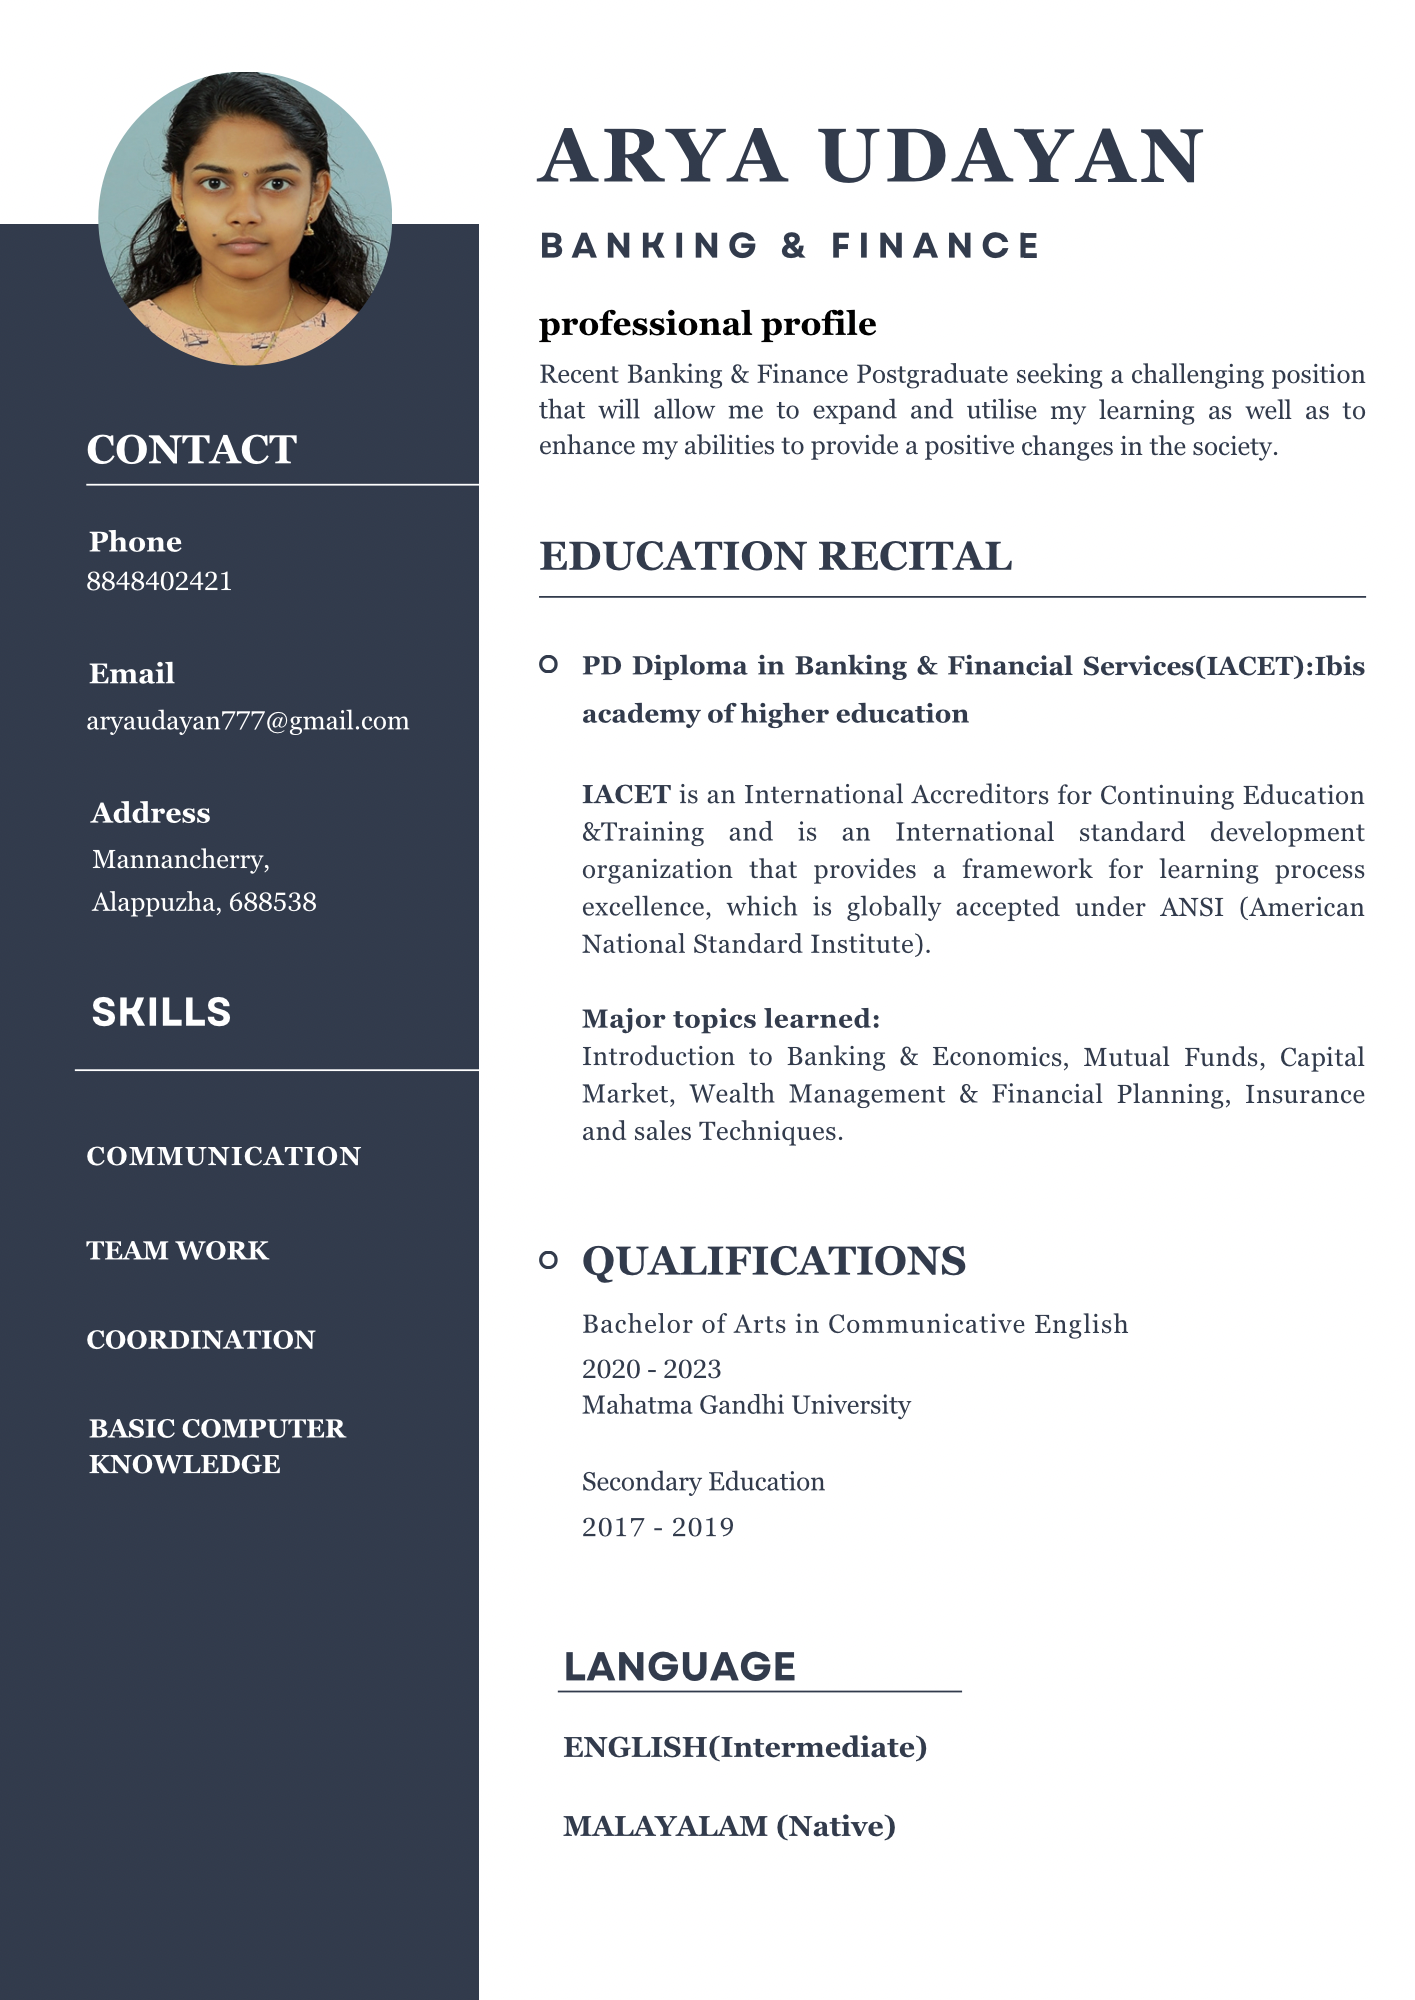 ARYA UDAYAN
BANKING & FINANCE
professional profile
Recent Banking & Finance Postgraduate seeking a challenging position
that will allow me to expand and utilise my learning as well as to
enhance my abilities to provide a positive changes in the society.
CONTACT
Phone
8848402421
Email
aryaudayan777@gmail.com
Address
Mannancherry,
Alappuzha, 688538
SKILLS
COMMUNICATION
TEAM WORK
COORDINATION
BASIC COMPUTER
KNOWLEDGE
EDUCATION RECITAL
PD Diploma in Banking & Financial Services(IACET):Ibis
academy of higher education
IACET is an International Accreditors for Continuing Education
&Training and is an International standard development
organization that provides a framework for learning process
excellence, which is globally accepted under ANSI (American
National Standard Institute).
Major topics learned:
Introduction to Banking & Economics, Mutual Funds, Capital
Market, Wealth Management & Financial Planning, Insurance
and sales Techniques.
QUALIFICATIONS
Bachelor of Arts in Communicative English
2020 - 2023
Mahatma Gandhi University
Secondary Education
2017 - 2019
LANGUAGE
ENGLISH(Intermediate)
MALAYALAM (Native)